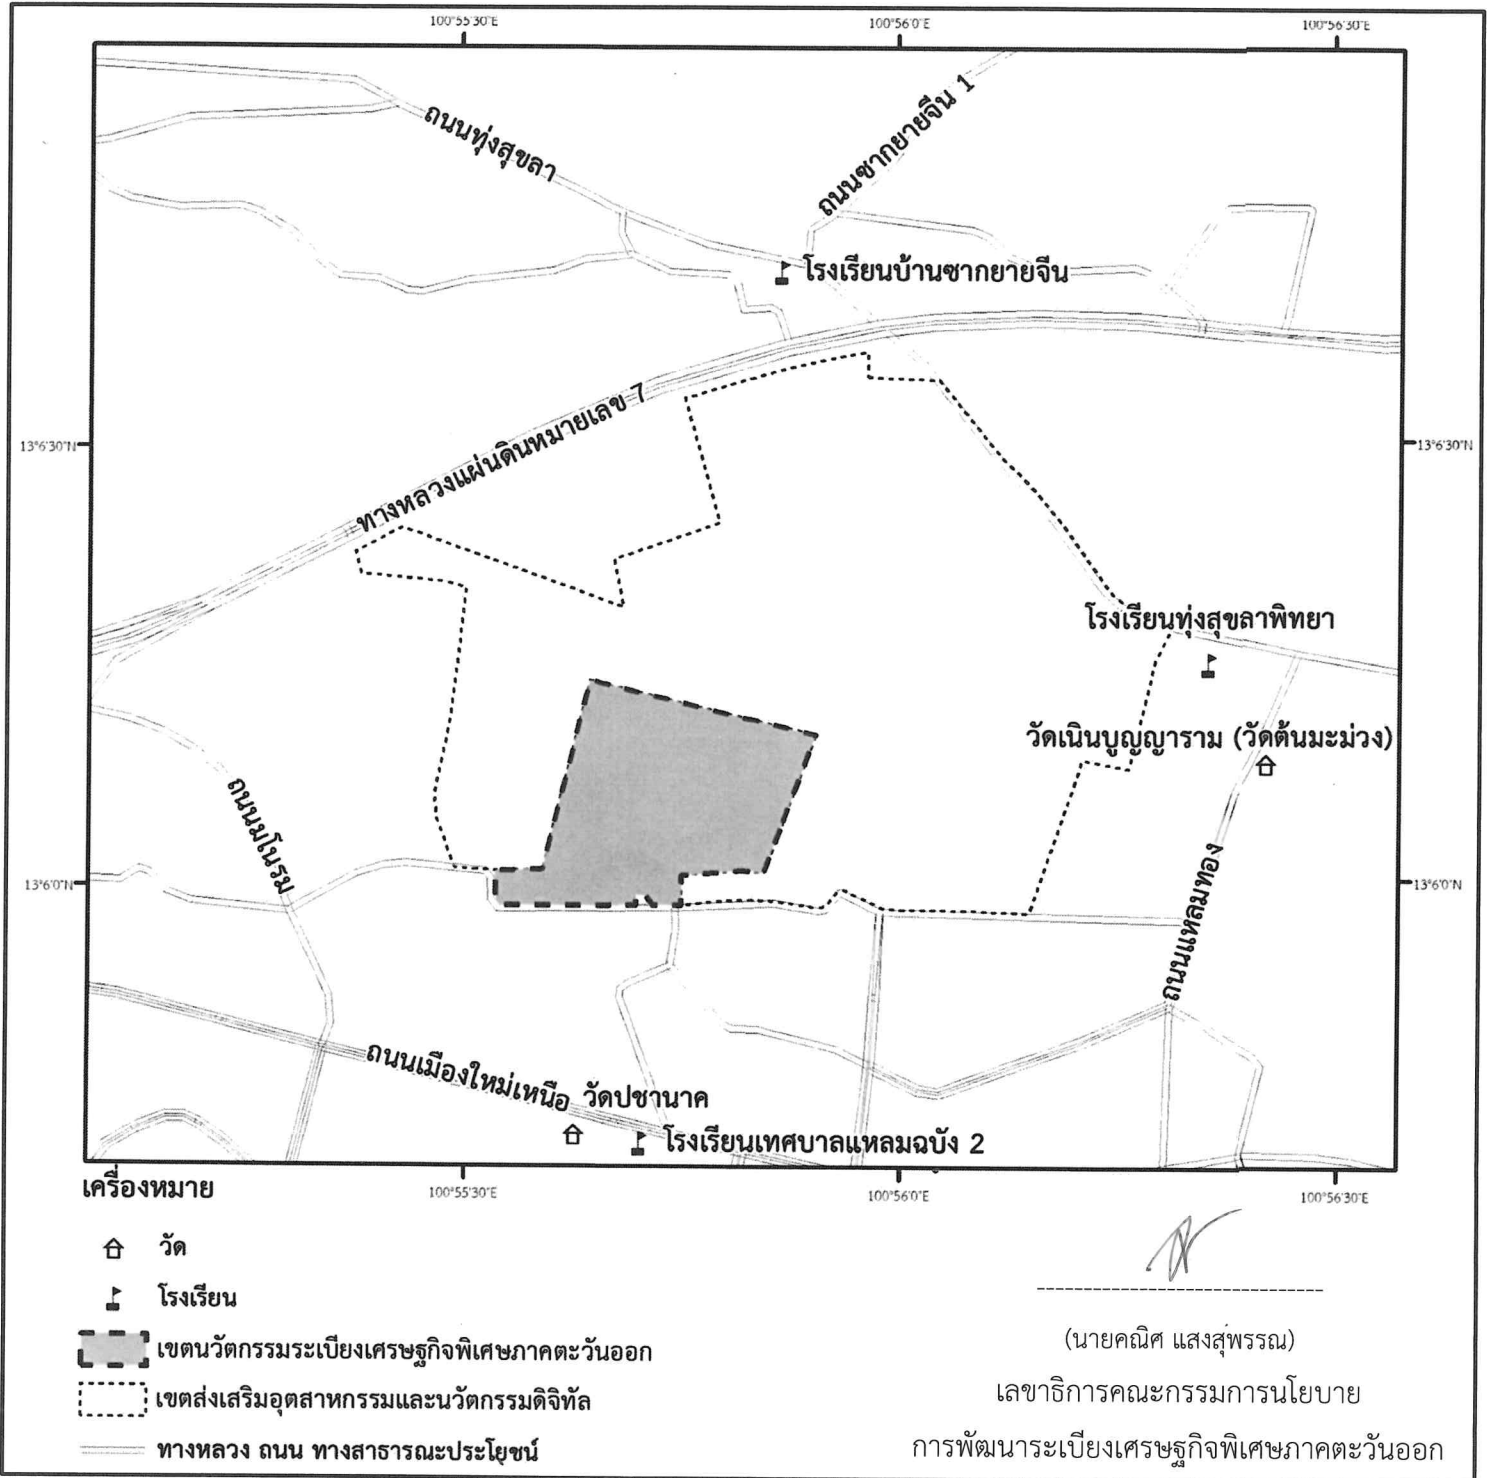 100°55'30"E
100°56'0"E
100°56'30"E
ถนนทุ่งสุขลา
ถนนซากยายจีน 1
โรงเรียนบ้านซากยายจีน
ทางหลวงแผ่นดินหมายเลข 7
13°6'30"N
13°6'30"N
โรงเรียนทุ่งสุขลาพิทยา
วัดเนินบูญญาราม (วัดต้นมะม่วง)
ถนนมโนรม
ถนนแหลมทอง
13°6'0"N
13°6'0"N
ถนนเมืองใหม่เหนือ
วัดปชานาค
โรงเรียนเทศบาลแหลมฉบัง 2
100°55'30"E
100°56'0"E
100°56'30"E
เครื่องหมาย
วัด
โรงเรียน
เขตนวัตกรรมระเบียงเศรษฐกิจพิเศษภาคตะวันออก
เขตส่งเสริมอุตสาหกรรมและนวัตกรรมดิจิทัล
ทางหลวง ถนน ทางสาธารณะประโยชน์
(นายคณิศ แสงสุพรรณ)
เลขาธิการคณะกรรมการนโยบาย
การพัฒนาระเบียงเศรษฐกิจพิเศษภาคตะวันออก